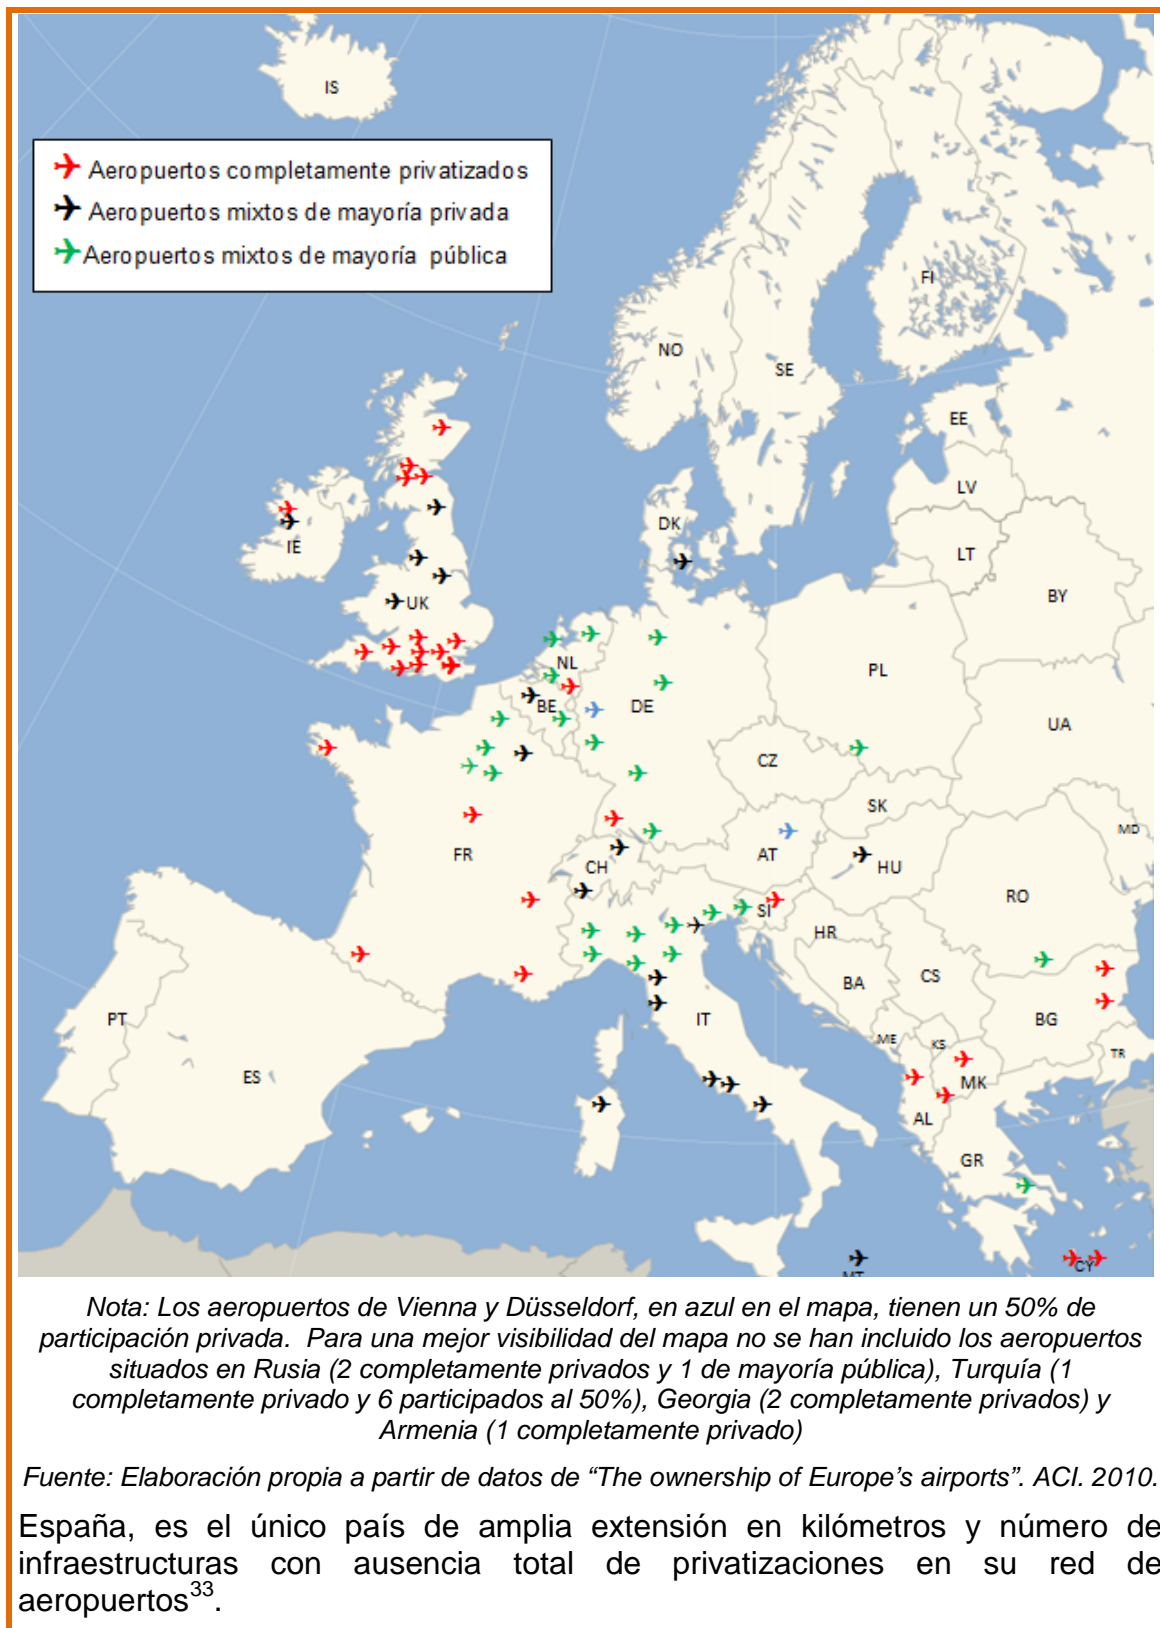 IS
Aeropuertos completamente privatizados
Aeropuertos mixtos de mayoría privada
Aeropuertos mixtos de mayoría pública
FI
NO
SE
EE
LV
DK
LT
IE
BY
UK
NL
PL
BE
DE
UA
CZ
SK
MD
FR
AT
CH
HU
RO
SI
HR
CS
BA
PT
IT
BG
ME
KS
TR
ES
MK
AL
GR
CY
MT
Nota: Los aeropuertos de Vienna y Düsseldorf, en azul en el mapa, tienen un 50% de
participación privada. Para una mejor visibilidad del mapa no se han incluido los aeropuertos
situados en Rusia (2 completamente privados y 1 de mayoría pública), Turquía (1
completamente privado y 6 participados al 50%), Georgia (2 completamente privados) y
Armenia (1 completamente privado)
Fuente: Elaboración propia a partir de datos de “The ownership of Europe’s airports”. ACI. 2010.
España, es el único país de amplia extensión en kilómetros y número de
infraestructuras con ausencia total de privatizaciones en su red de
aeropuertos33.